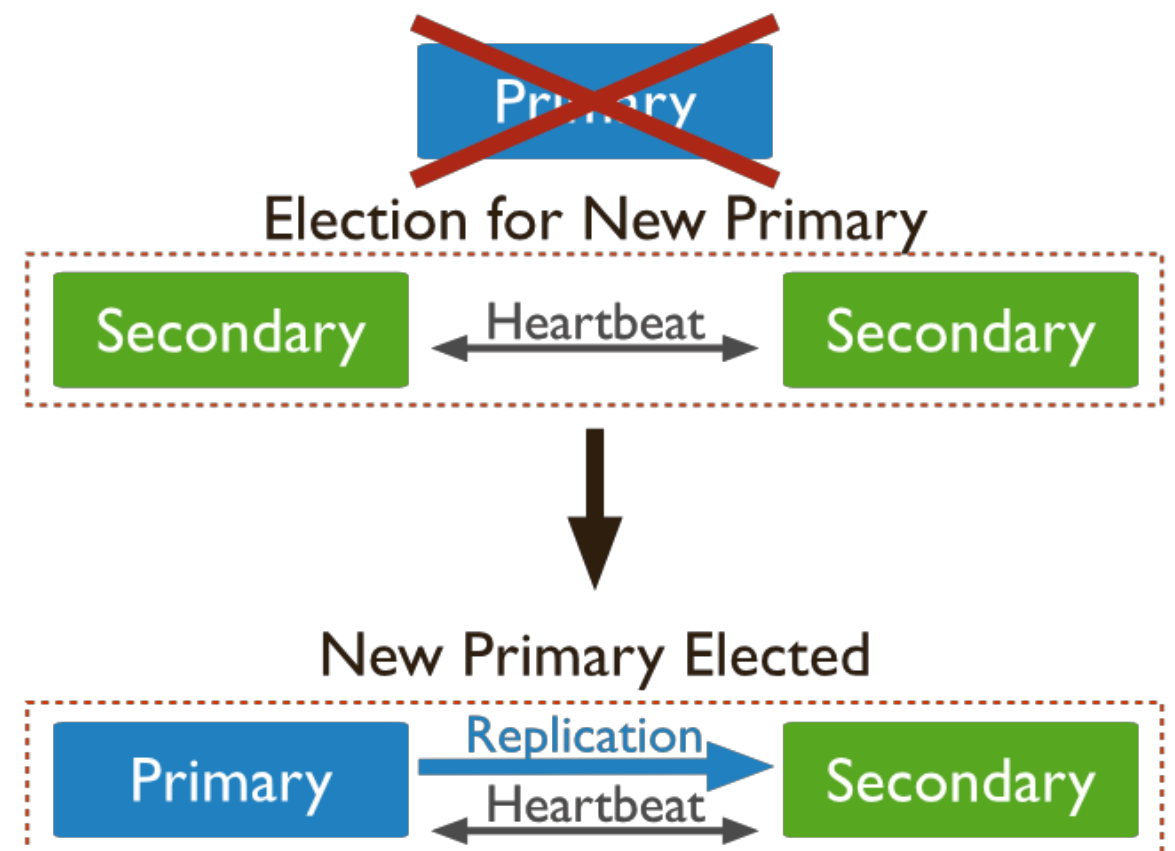 Primary
Election for New Primary
Secondary Heartbeat Secondary
New Primary Elected
Replication
Primary Secondary
Heartbeat